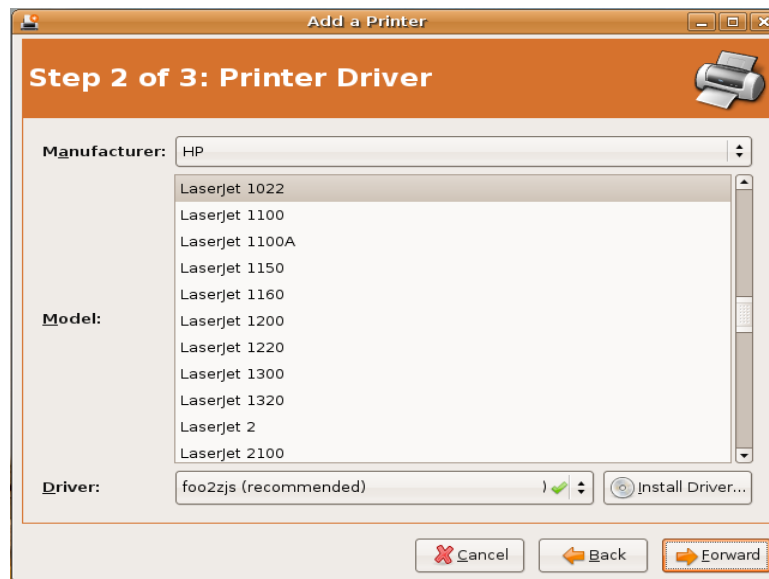 Add a Printer
Step 2 of 3: Printer Driver
Manufacturer: HP
LaserJet 1022
LaserJet 1100
LaserJet 1100A
LaserJet 1150
LaserJet 1160
Model:
LaserJet 1200
LaserJet 1220
LaserJet 1300
LaserJet 1320
LaserJet 2
LaserJet 2100
Driver: foo2zjs (recommended) ) Install Driver...
Cancel Back Forward